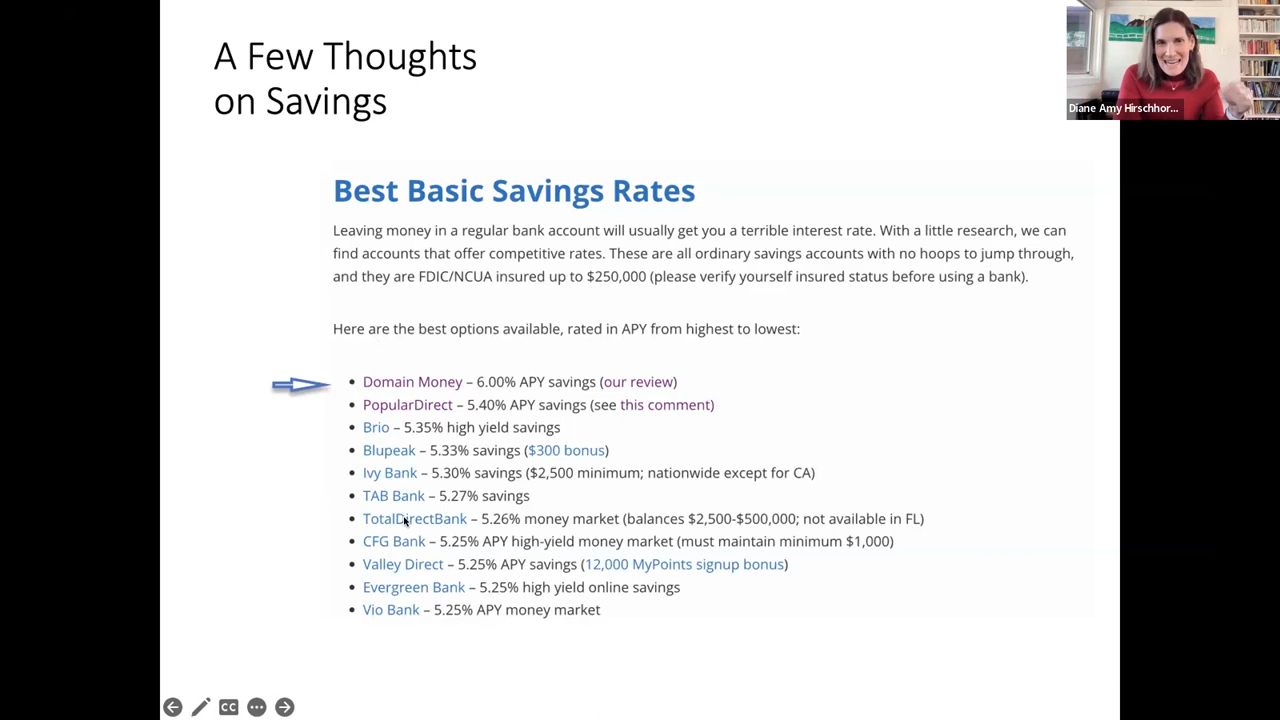 A Few Thoughts
on Savings
Diane Amy Hirschhor...
Best Basic Savings Rates
Leaving money in a regular bank account will usually get you a terrible interest rate. With a little research, we can
find accounts that offer competitive rates. These are all ordinary savings accounts with no hoops to jump through,
and they are FDIC/NCUA insured up to $250,000 (please verify yourself insured status before using a bank).
Here are the best options available, rated in APY from highest to lowest:
• Domain Money – 6.00% APY savings (our review)
• PopularDirect – 5.40% APY savings (see this comment)
• Brio – 5.35% high yield savings
• Blupeak – 5.33% savings ($300 bonus)
• Ivy Bank – 5.30% savings ($2,500 minimum; nationwide except for CA)
• TAB Bank – 5.27% savings
• TotalDirectBank – 5.26% money market (balances $2,500-$500,000; not available in FL)
• CFG Bank – 5.25% APY high-yield money market (must maintain minimum $1,000)
• Valley Direct – 5.25% APY savings (12,000 MyPoints signup bonus)
• Evergreen Bank – 5.25% high yield online savings
• Vio Bank – 5.25% APY money market
CC